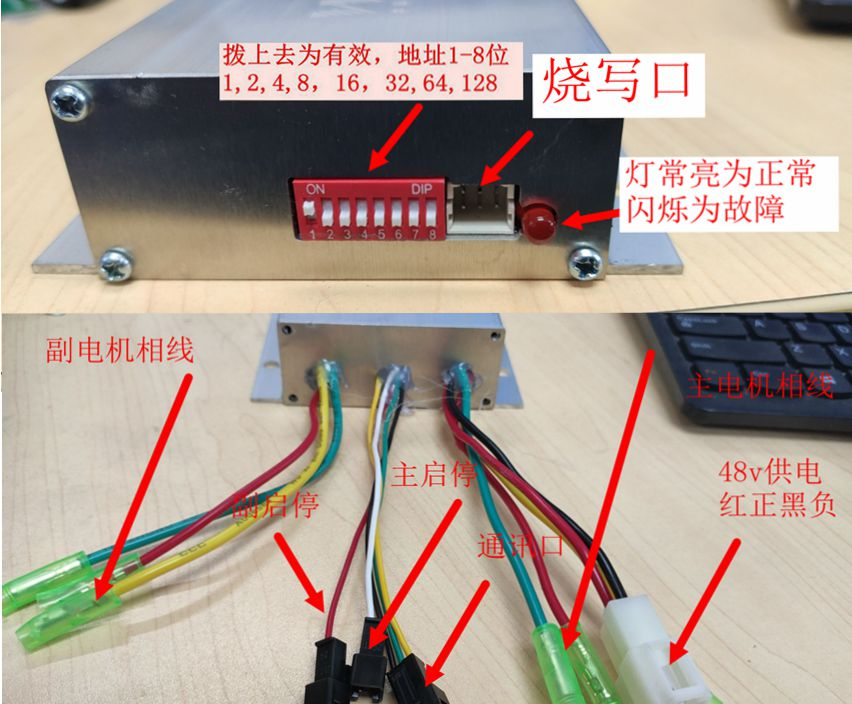 拨上去为有效，地址1-8位
1,2,4,8，16，32,64,128
烧写口
灯常亮为正常
闪烁为故障
ON
DIP
1 2 3 4 5 6 7 8
副电机相线
主电机相线
主启停
48v供电
红正黑负
副启停
通讯口